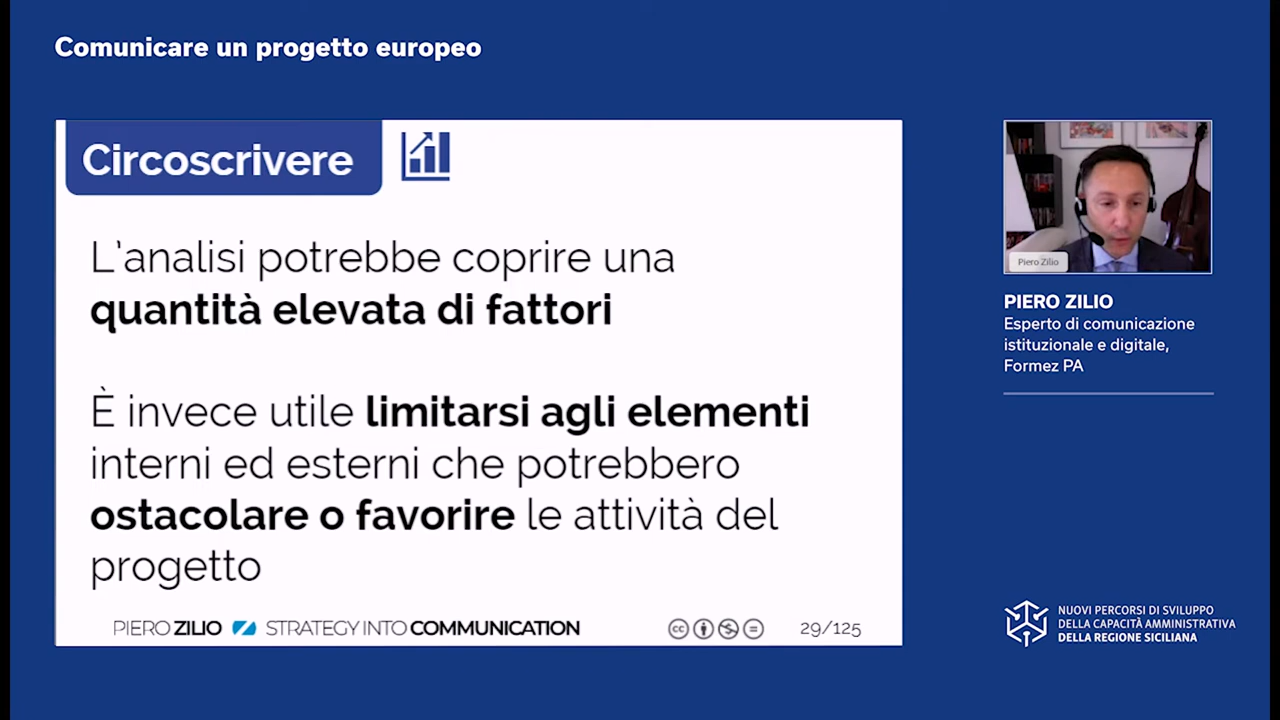 Comunicare un progetto europeo
Circoscrivere
L'analisi potrebbe coprire una
quantità elevata di fattori
È invece utile limitarsi agli elementi
interni ed esterni che potrebbero
ostacolare o favorire le attività del
progetto
PIERO ZILIO STRATEGY INTO COMMUNICATION
cc
29/125
Piero Zilio
PIERO ZILIO
Esperto di comunicazione
istituzionale e digitale,
Formez PA
NUOVI PERCORSI DI SVILUPPO
DELLA CAPACITÀ AMMINISTRATIVA
DELLA REGIONE SICILIANA